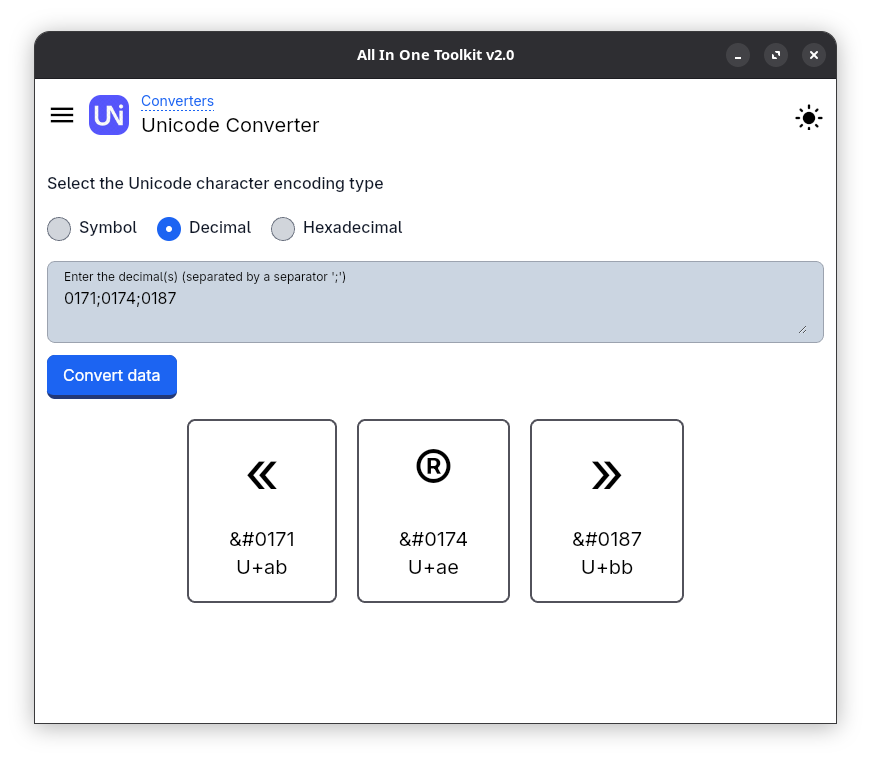 All In One Toolkit v2.0
UNi
Converters
Unicode Converter
Select the Unicode character encoding type
Symbol Decimal Hexadecimal
Enter the decimal(s) (separated by a separator ';')
0171;0174;0187
Convert data
« ® »
&#0171 &#0174 &#0187
U+ab U+ae U+bb